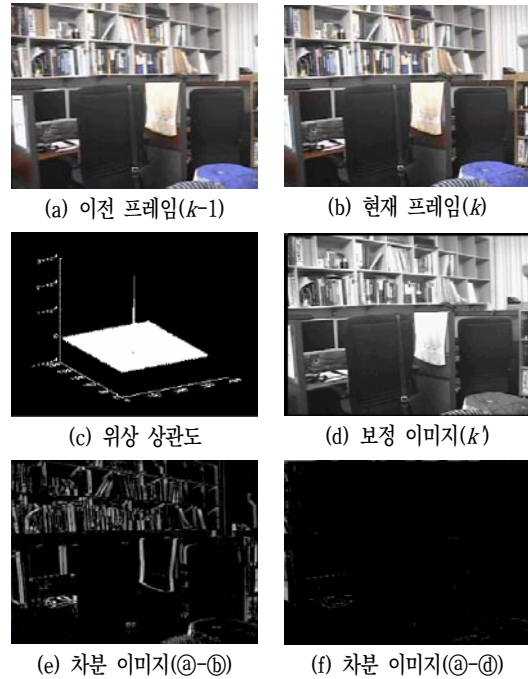 (a) 이전 프레임(k-1)
(b) 현재 프레임(k)
(c) 위상 상관도
(d) 보정 이미지(k')
(e) 차분 이미지(ⓐ-ⓑ)
(f) 차분 이미지(ⓐ-ⓓ)